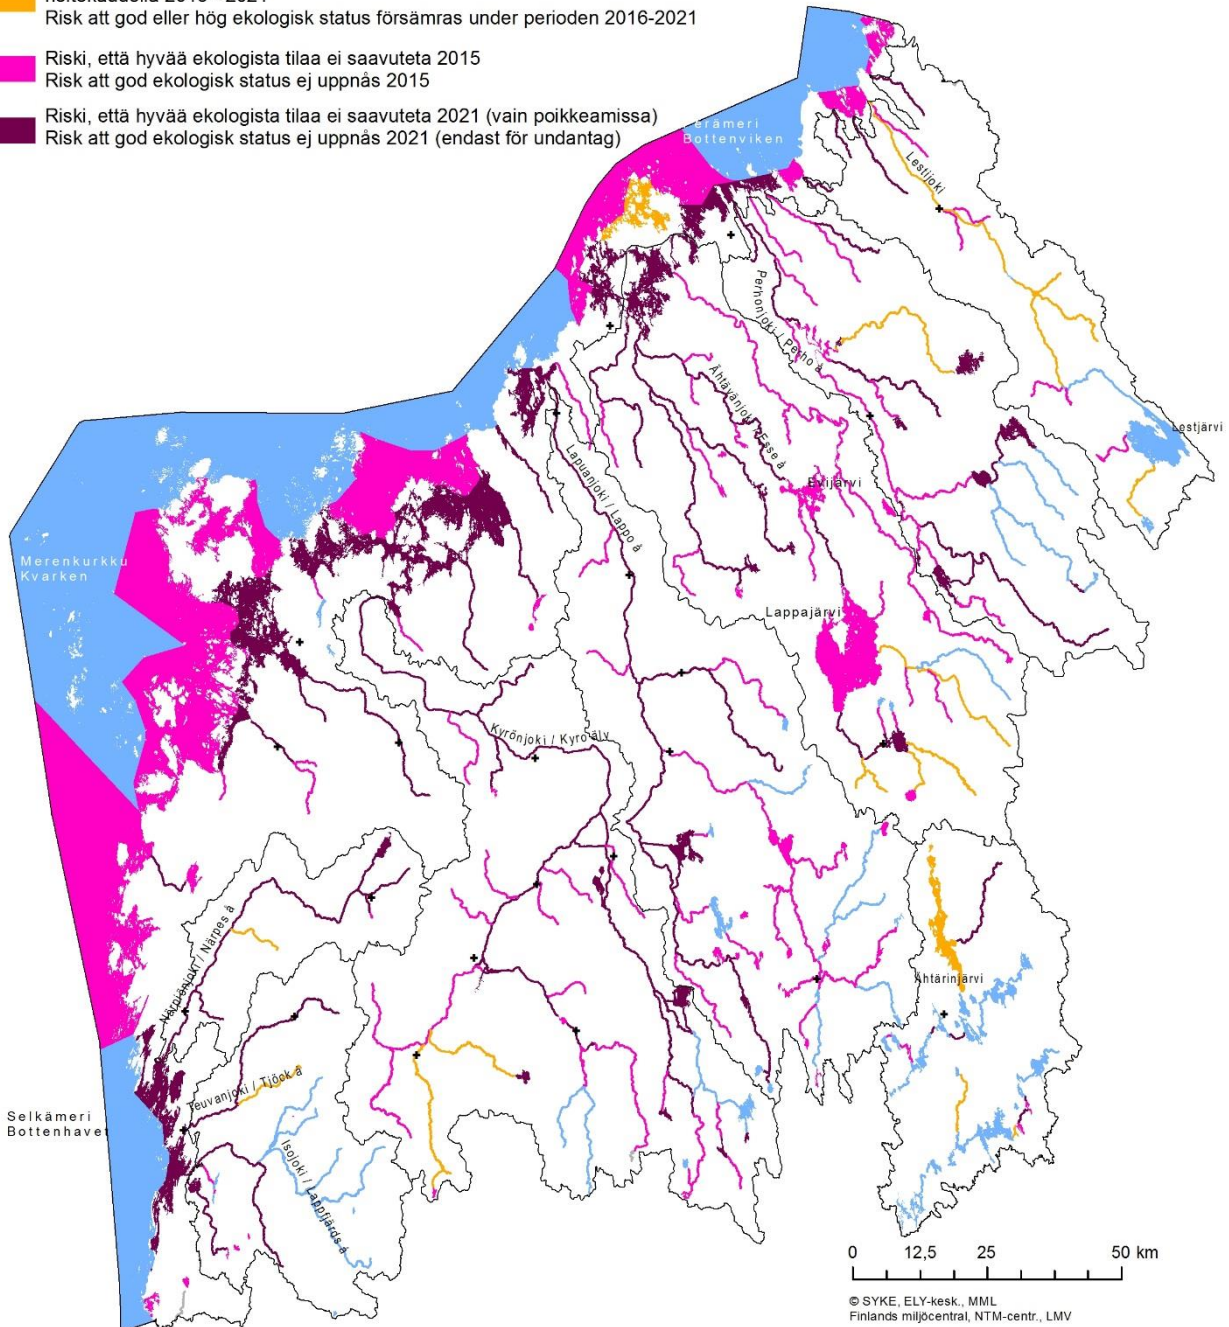 Risk att god eller hög ekologisk status försämras under perioden 2016-2021
Riski, että hyvää ekologista tilaa ei saavuteta 2015
Risk att god ekologisk status ej uppnås 2015
Riski, että hyvää ekologista tilaa ei saavuteta 2021 (vain poikkeamissa)
Risk att god ekologisk status ej uppnås 2021 (endast för undantag)
Perämeri
Bottenviken
Lestijoki
Perhonjoki / Perho å
Ähtävänjoki / Esse å
Lestjärvi
Lapuanjoki / Lappo å
Evijärvi
Merenkurkku
Kvarken
Lappajärvi
Kyrönjoki / Kyro älv
Närpiönjoki / Närpes å
Ähtärinjärvi
Teuvanjoki / Tjöck å
Selkämeri
Bottenhavet
Isojoki / Lappfjärds å
0 12,5 25 50 km
© SYKE, ELY-kesk., MML
Finlands miljöcentral, NTM-centr., LMV